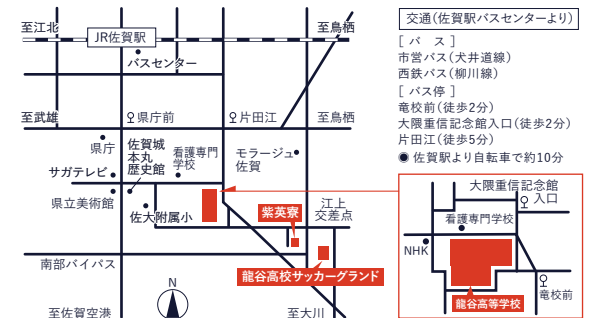 至江北
JR佐賀駅
至鳥栖
バスセンター
至武雄
県庁前
片田江
至鳥栖
県庁
佐賀城
本丸
歴史館
看護専門
学校
モラージュ
佐賀
サガテレビ
県立美術館
佐大附属小
紫英寮
江上
交差点
南部バイパス
龍谷高校サッカーグランド
N
至佐賀空港
至大川
交通(佐賀駅バスセンターより)
[ バ ス ]
市営バス(犬井道線)
西鉄バス(柳川線)
[ バス停 ]
竜校前(徒歩2分)
大隈重信記念館入口(徒歩2分)
片田江(徒歩5分)
◉ 佐賀駅より自転車で約10分
大隈重信記念館
入口
看護専門学校
NHK
龍谷高等学校
竜校前